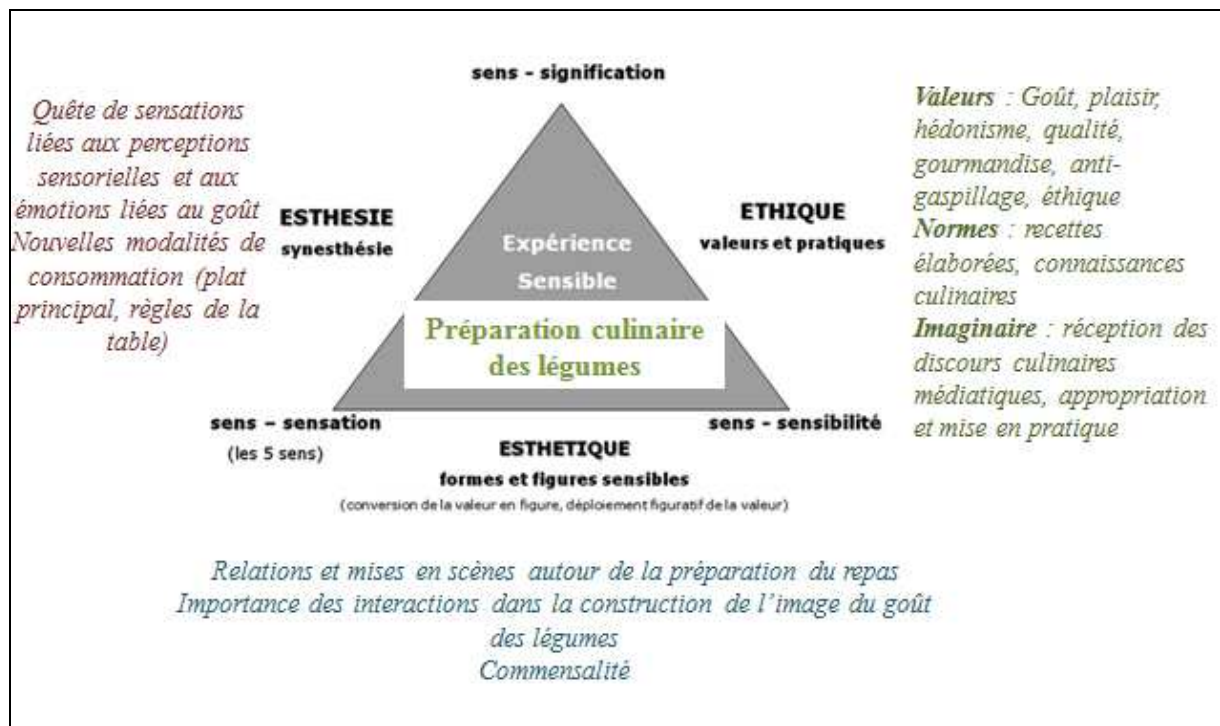 sens – signification
Quête de sensations
liées aux perceptions
sensorielles et aux
émotions liées au goût
Nouvelles modalités de
consommation (plat
principal, règles de la
table)
ESTHESIE
synesthésie
Expérience
Sensible
Préparation culinaire
des légumes
ETHIQUE
valeurs et pratiques
Valeurs : Goût, plaisir,
hédonisme, qualité,
gourmandise, anti-
gaspillage, éthique
Normes : recettes
élaborées, connaissances
culinaires
Imaginaire : réception des
discours culinaires
médiatiques, appropriation
et mise en pratique
sens – sensation
(les 5 sens)
sens - sensibilité
ESTHETIQUE
formes et figures sensibles
(conversion de la valeur en figure, déploiement figuratif de la valeur)
Relations et mises en scènes autour de la préparation du repas
Importance des interactions dans la construction de l'image du goût
des légumes
Commensalité